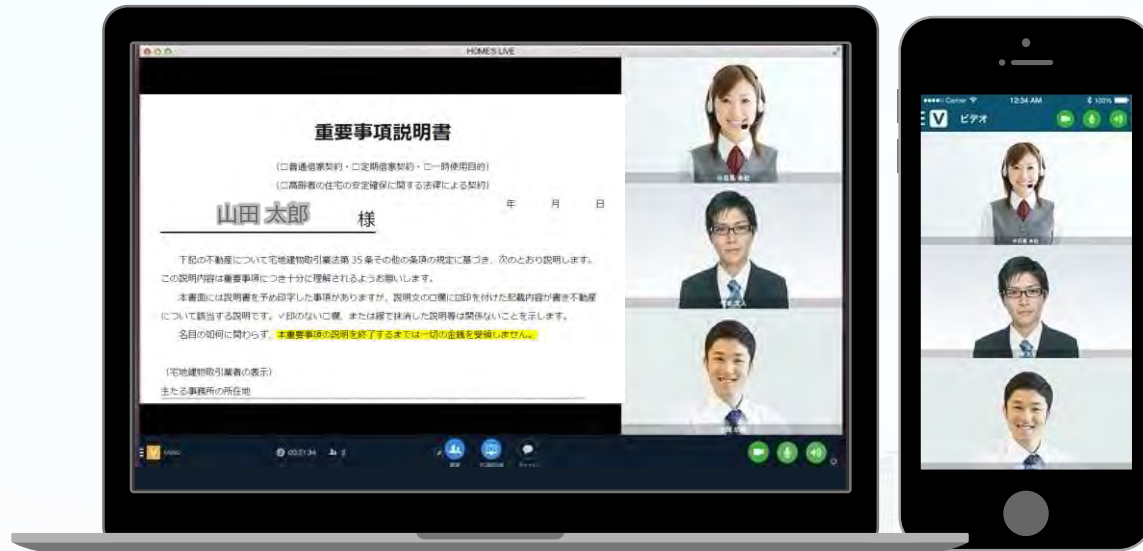 HOME'S LIVE
重要事項説明書
(□普通借家契約・□定期借家契約・□一時使用目的)
(□高齢者の住宅の安定確保に関する法律による契約)
年 月 日
山田 太郎 様
下記の不動産について宅地建物取引業法第 35 条その他の条項の規定に基づき、次のとおり説明します。
この説明内容は重要事項につき十分に理解されるようお願いします。
本書面には説明書を予め印字した事項がありますが、説明文の□欄に☑印を付けた記載内容が書き不動産
について該当する説明です。✓印のない□欄、または線で抹消した説明等は関係ないことを示します。
名目の如何に関わらず、本重要事項の説明を終了するまでは一切の金銭を受領しません。
(宅地建物取引業者の表示)
主たる事務所の所在地
V
00:21:34
Carrier
12:34 AM
100%
V ビデオ